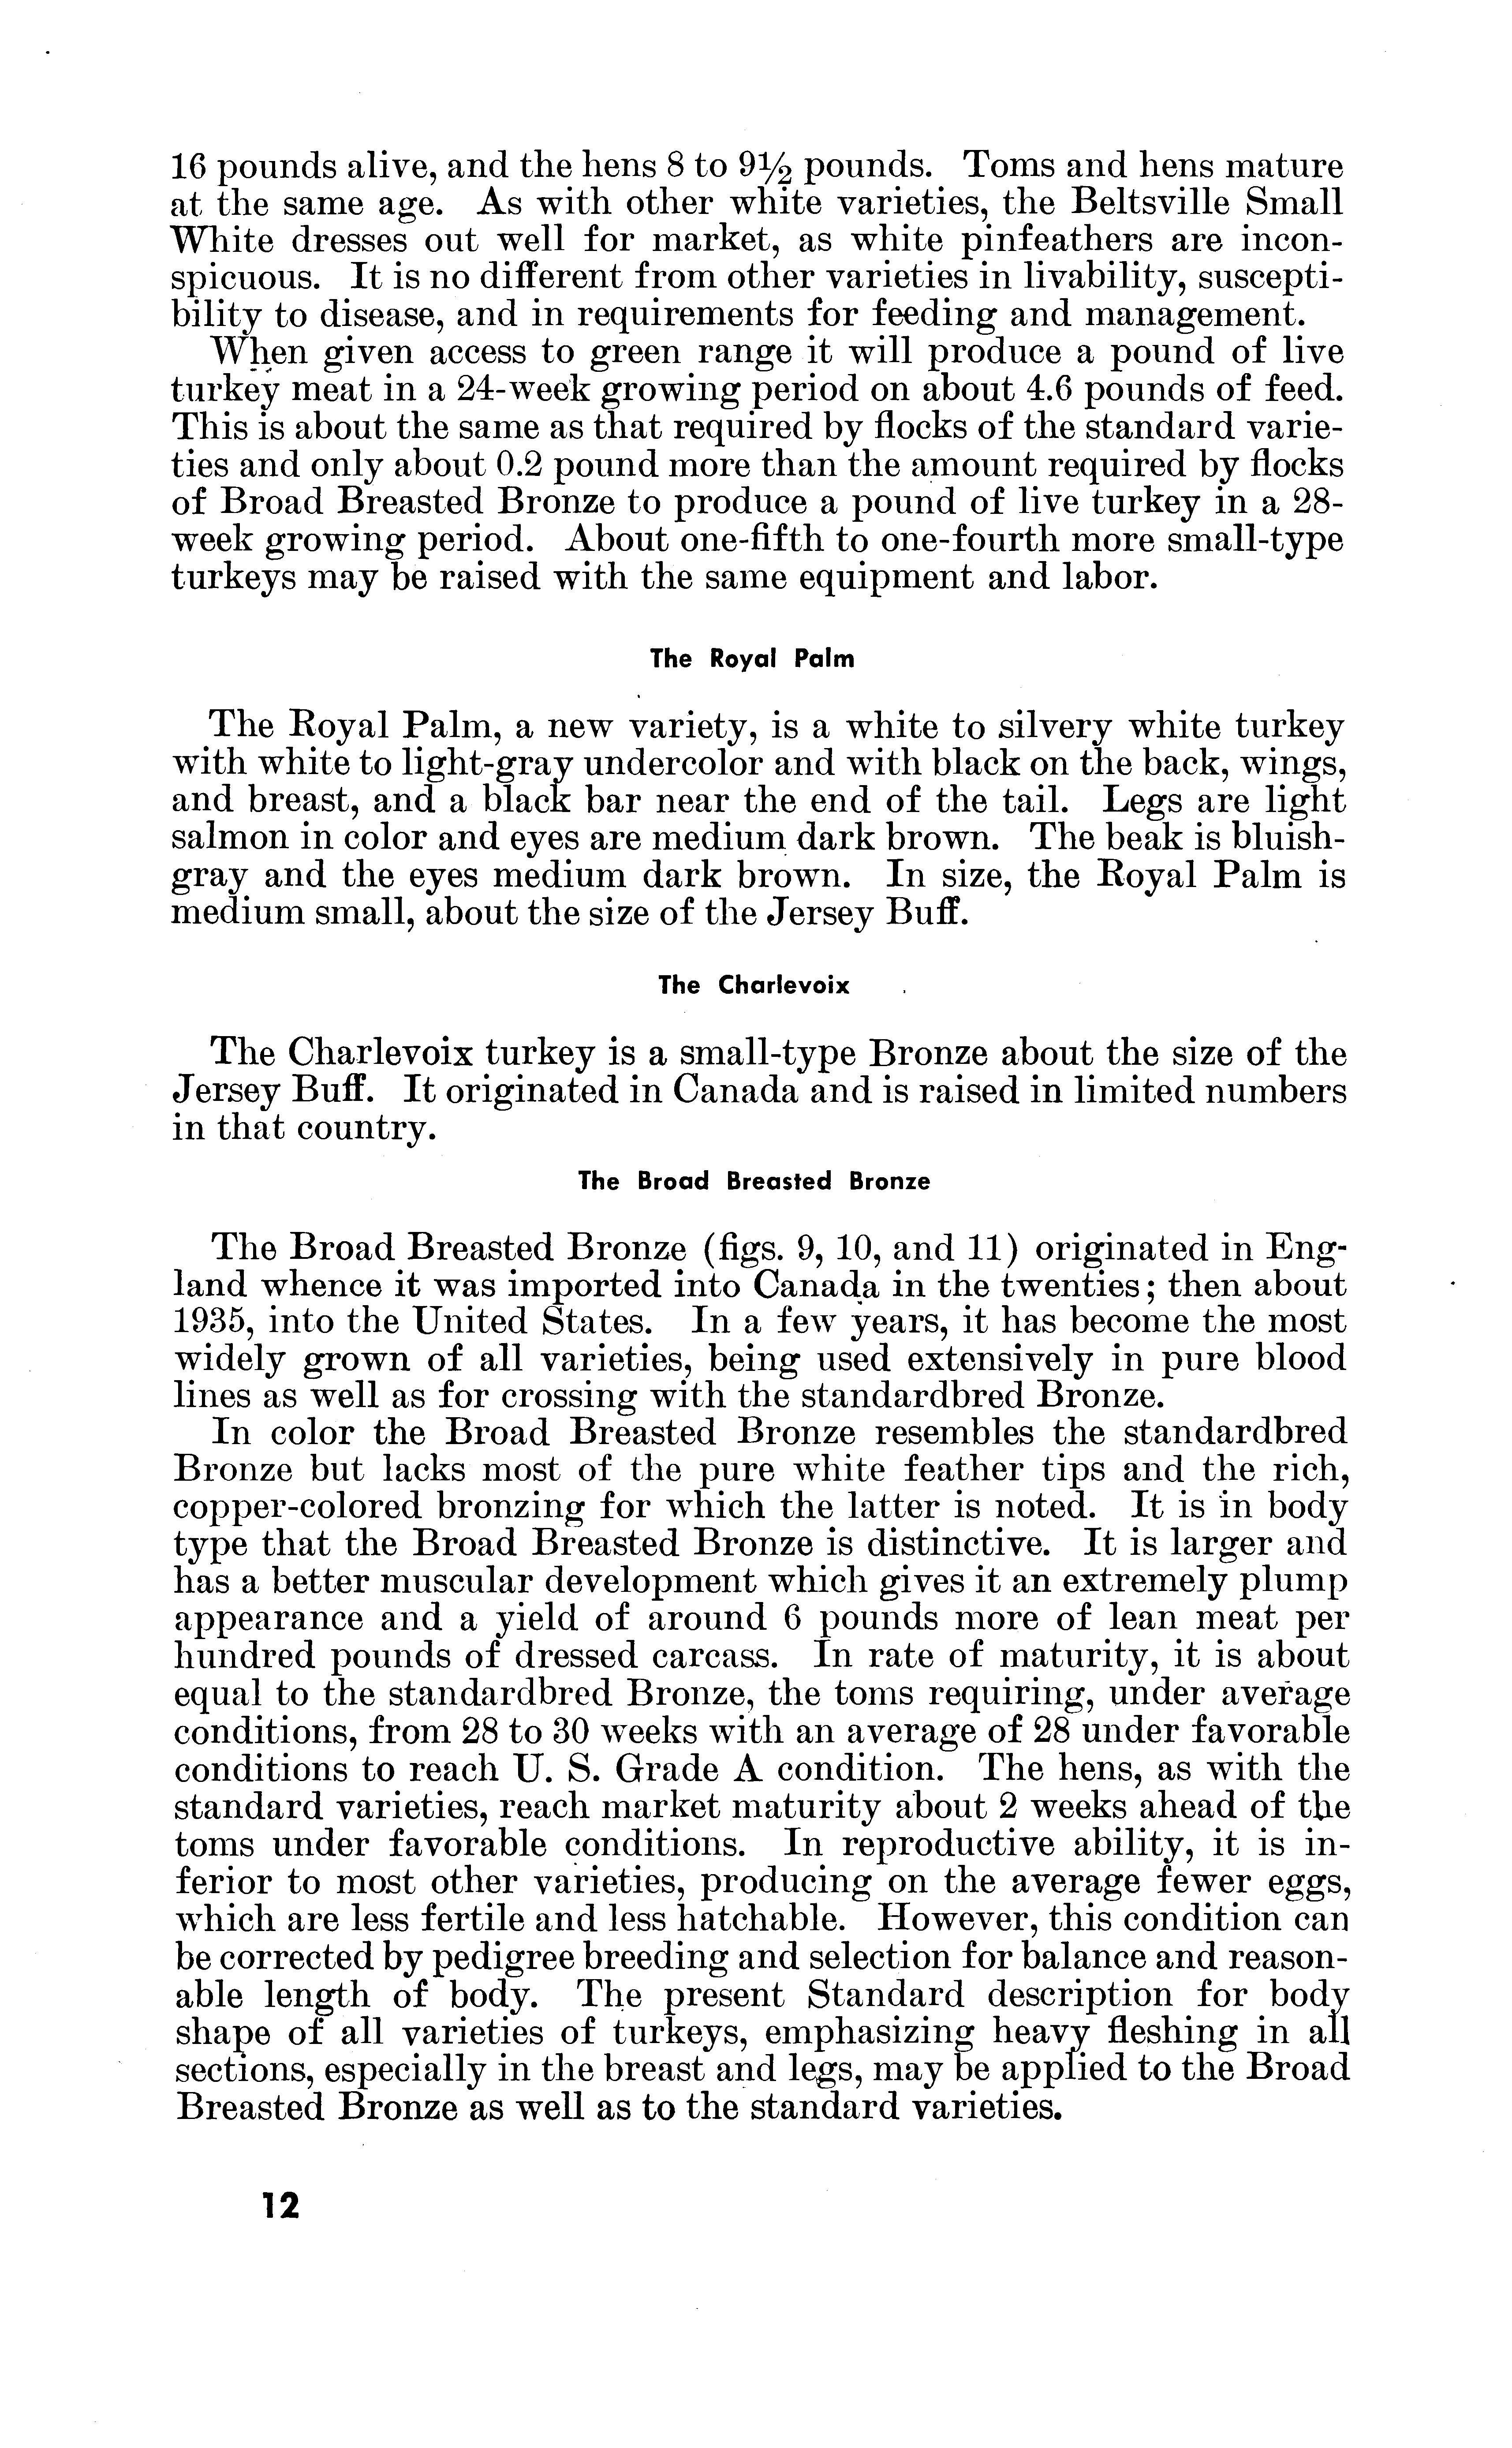 16 pounds alive, and the hens 8 to 9½ pounds. Toms and hens mature
at the same age. As with other white varieties, the Beltsville Small
White dresses out well for market, as white pinfeathers are incon-
spicuous. It is no different from other varieties in livability, suscepti-
bility to disease, and in requirements for feeding and management.
When given access to green range it will produce a pound of live
turkey meat in a 24-week growing period on about 4.6 pounds of feed.
This is about the same as that required by flocks of the standard varie-
ties and only about 0.2 pound more than the amount required by flocks
of Broad Breasted Bronze to produce a pound of live turkey in a 28-
week growing period. About one-fifth to one-fourth more small-type
turkeys may be raised with the same equipment and labor.
The Royal Palm
The Royal Palm, a new variety, is a white to silvery white turkey
with white to light-gray undercolor and with black on the back, wings,
and breast, and a black bar near the end of the tail. Legs are light
salmon in color and eyes are medium dark brown. The beak is bluish-
gray and the eyes medium dark brown. In size, the Royal Palm is
medium small, about the size of the Jersey Buff.
The Charlevoix
The Charlevoix turkey is a small-type Bronze about the size of the
Jersey Buff. It originated in Canada and is raised in limited numbers
in that country.
The Broad Breasted Bronze
The Broad Breasted Bronze (figs. 9, 10, and 11) originated in Eng-
land whence it was imported into Canada in the twenties; then about
1935, into the United States. In a few years, it has become the most
widely grown of all varieties, being used extensively in pure blood
lines as well as for crossing with the standardbred Bronze.
In color the Broad Breasted Bronze resembles the standardbred
Bronze but lacks most of the pure white feather tips and the rich,
copper-colored bronzing for which the latter is noted. It is in body
type that the Broad Breasted Bronze is distinctive. It is larger and
has a better muscular development which gives it an extremely plump
appearance and a yield of around 6 pounds more of lean meat per
hundred pounds of dressed carcass. In rate of maturity, it is about
equal to the standardbred Bronze, the toms requiring, under average
conditions, from 28 to 30 weeks with an average of 28 under favorable
conditions to reach U. S. Grade A condition. The hens, as with the
standard varieties, reach market maturity about 2 weeks ahead of the
toms under favorable conditions. In reproductive ability, it is in-
ferior to most other varieties, producing on the average fewer eggs,
which are less fertile and less hatchable. However, this condition can
be corrected by pedigree breeding and selection for balance and reason-
able length of body. The present Standard description for body
shape of all varieties of turkeys, emphasizing heavy fleshing in all
sections, especially in the breast and legs, may be applied to the Broad
Breasted Bronze as well as to the standard varieties.
12